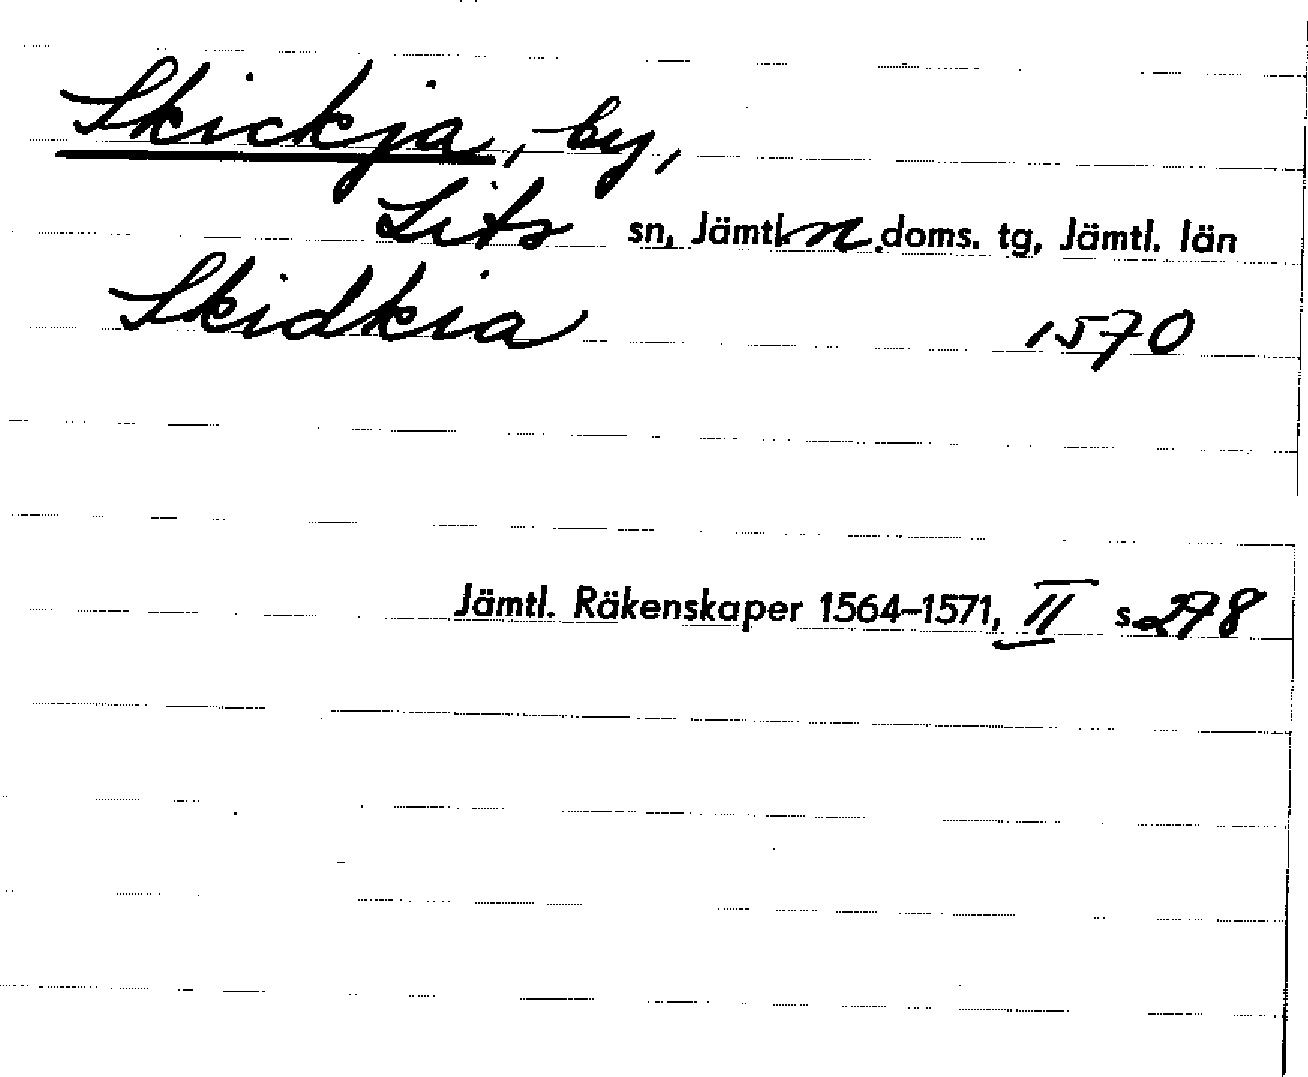 Skickja, by,
Lits sn, Jämtl. n. doms. tg, Jämtl. län
Skidkia 1570
Jämtl. Räkenskaper 1564–1571, II s. 278